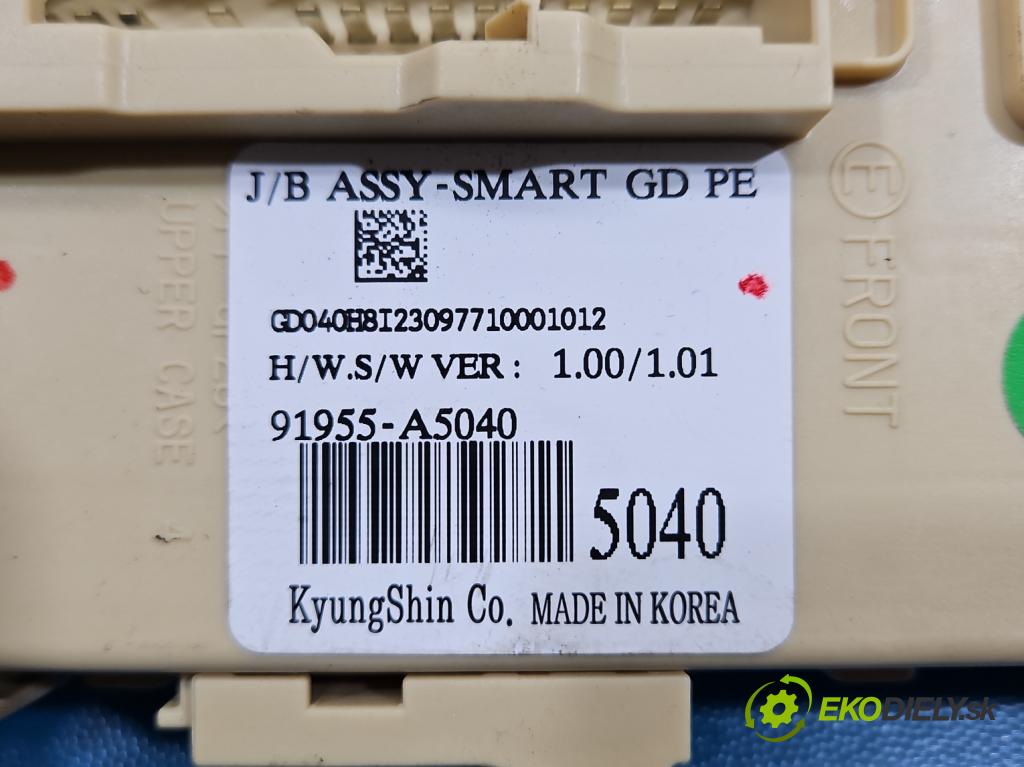 J/B ASSY-SMART GD PE
GD040H8I23097710001012
H/W.S/W VER : 1.00/1.01
91955-A5040
5040
KyungShin Co. MADE IN KOREA
E FRONT
UPPER CASE 4
EKODIELY.sk